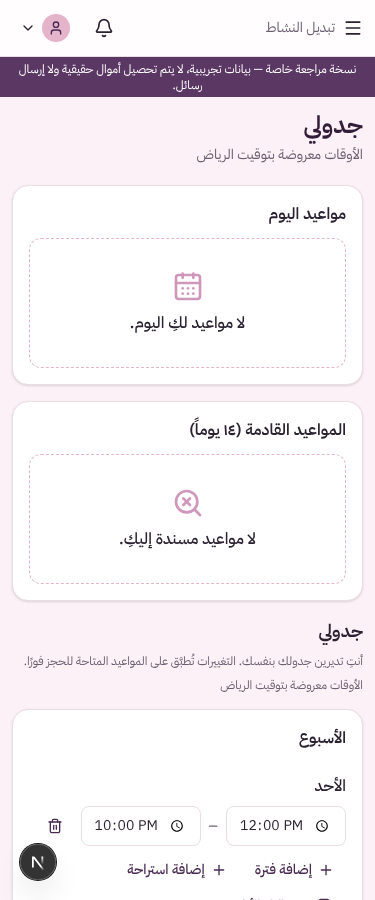 تبديل النشاط
نسخة مراجعة خاصة — بيانات تجريبية، لا يتم تحصيل أموال حقيقية ولا إرسال
رسائل.
جدولي
الأوقات معروضة بتوقيت الرياض
مواعيد اليوم
لا مواعيد لكِ اليوم.
المواعيد القادمة (١٤ يوماً)
لا مواعيد مسندة إليكِ.
جدولي
أنتِ تديرين جدولك بنفسك. التغييرات تُطبَّق على المواعيد المتاحة للحجز فورًا.
الأوقات معروضة بتوقيت الرياض
الأسبوع
الأحد
12:00 PM – 10:00 PM
إضافة فترة إضافة استراحة
N